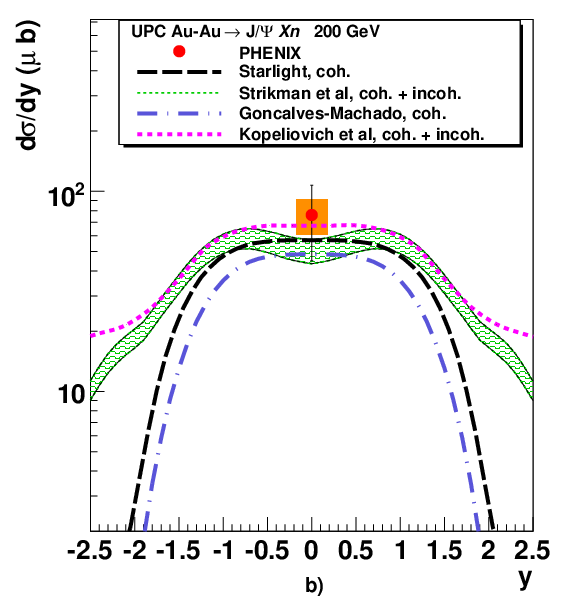 UPC Au-Au → J/Ψ Xn 200 GeV
PHENIX
Starlight, coh.
Strikman et al, coh. + incoh.
Goncalves-Machado, coh.
Kopeliovich et al, coh. + incoh.
dσ/dy (μ b)
10²
10
-2.5 -2 -1.5 -1 -0.5 0 0.5 1 1.5 2 2.5
y
b)